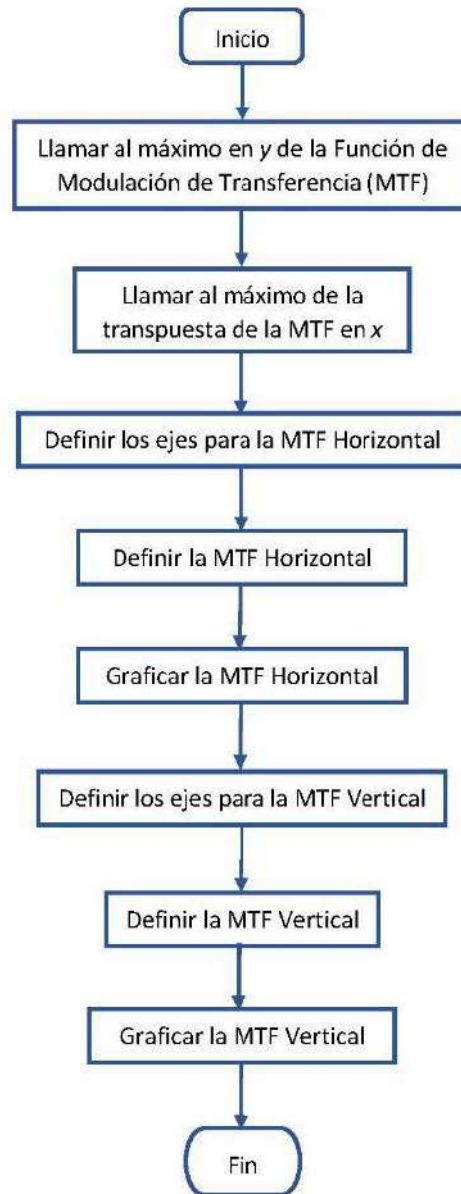 Inicio
Llamar al máximo en y de la Función de
Modulación de Transferencia (MTF)
Llamar al máximo de la
transpuesta de la MTF en x
Definir los ejes para la MTF Horizontal
Definir la MTF Horizontal
Graficar la MTF Horizontal
Definir los ejes para la MTF Vertical
Definir la MTF Vertical
Graficar la MTF Vertical
Fin